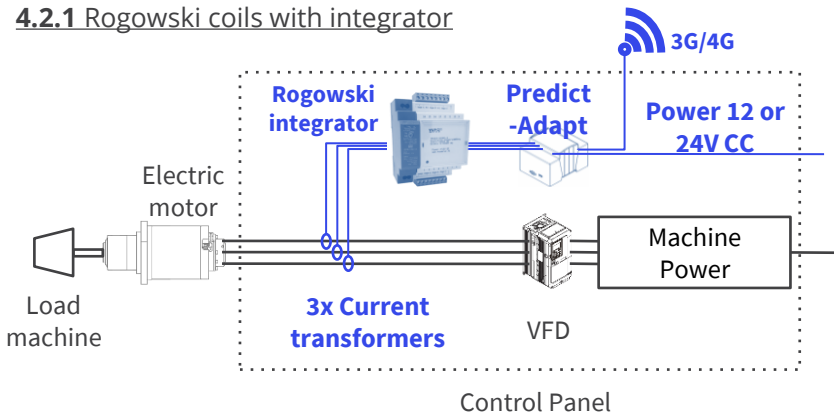 4.2.1 Rogowski coils with integrator
3G/4G
Rogowski
integrator
Predict
-Adapt
Power 12 or
24V CC
Electric
motor
Machine
Power
Load
machine
3x Current
transformers
VFD
Control Panel